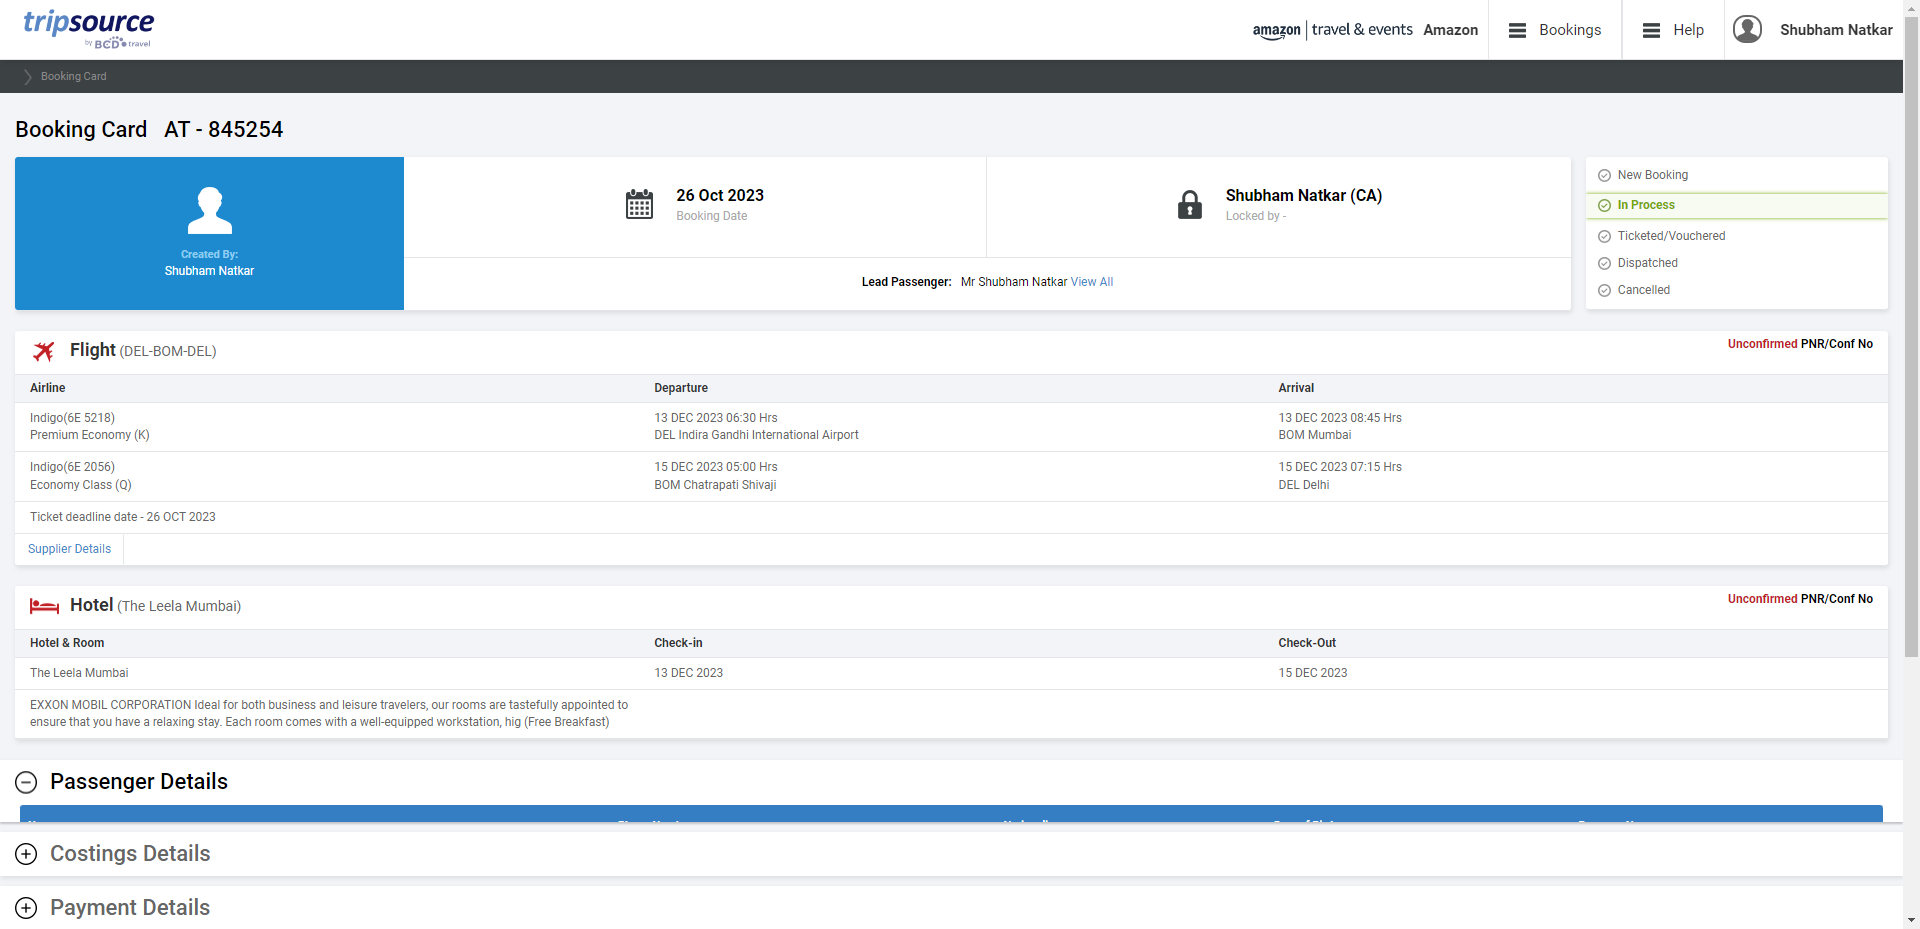 tripsource
by BCD travel
amazon | travel & events Amazon
Bookings
Help
Shubham Natkar
Booking Card
Booking Card AT - 845254
Created By:
Shubham Natkar
26 Oct 2023
Booking Date
Shubham Natkar (CA)
Locked by -
Lead Passenger: Mr Shubham Natkar View All
New Booking
In Process
Ticketed/Vouchered
Dispatched
Cancelled
Flight (DEL-BOM-DEL)
Unconfirmed PNR/Conf No
Airline Departure Arrival
Indigo(6E 5218) 13 DEC 2023 06:30 Hrs 13 DEC 2023 08:45 Hrs
Premium Economy (K) DEL Indira Gandhi International Airport BOM Mumbai
Indigo(6E 2056) 15 DEC 2023 05:00 Hrs 15 DEC 2023 07:15 Hrs
Economy Class (Q) BOM Chatrapati Shivaji DEL Delhi
Ticket deadline date - 26 OCT 2023
Supplier Details
Hotel (The Leela Mumbai)
Unconfirmed PNR/Conf No
Hotel & Room Check-in Check-Out
The Leela Mumbai 13 DEC 2023 15 DEC 2023
EXXON MOBIL CORPORATION Ideal for both business and leisure travelers, our rooms are tastefully appointed to
ensure that you have a relaxing stay. Each room comes with a well-equipped workstation, hig (Free Breakfast)
Passenger Details
Costings Details
Payment Details